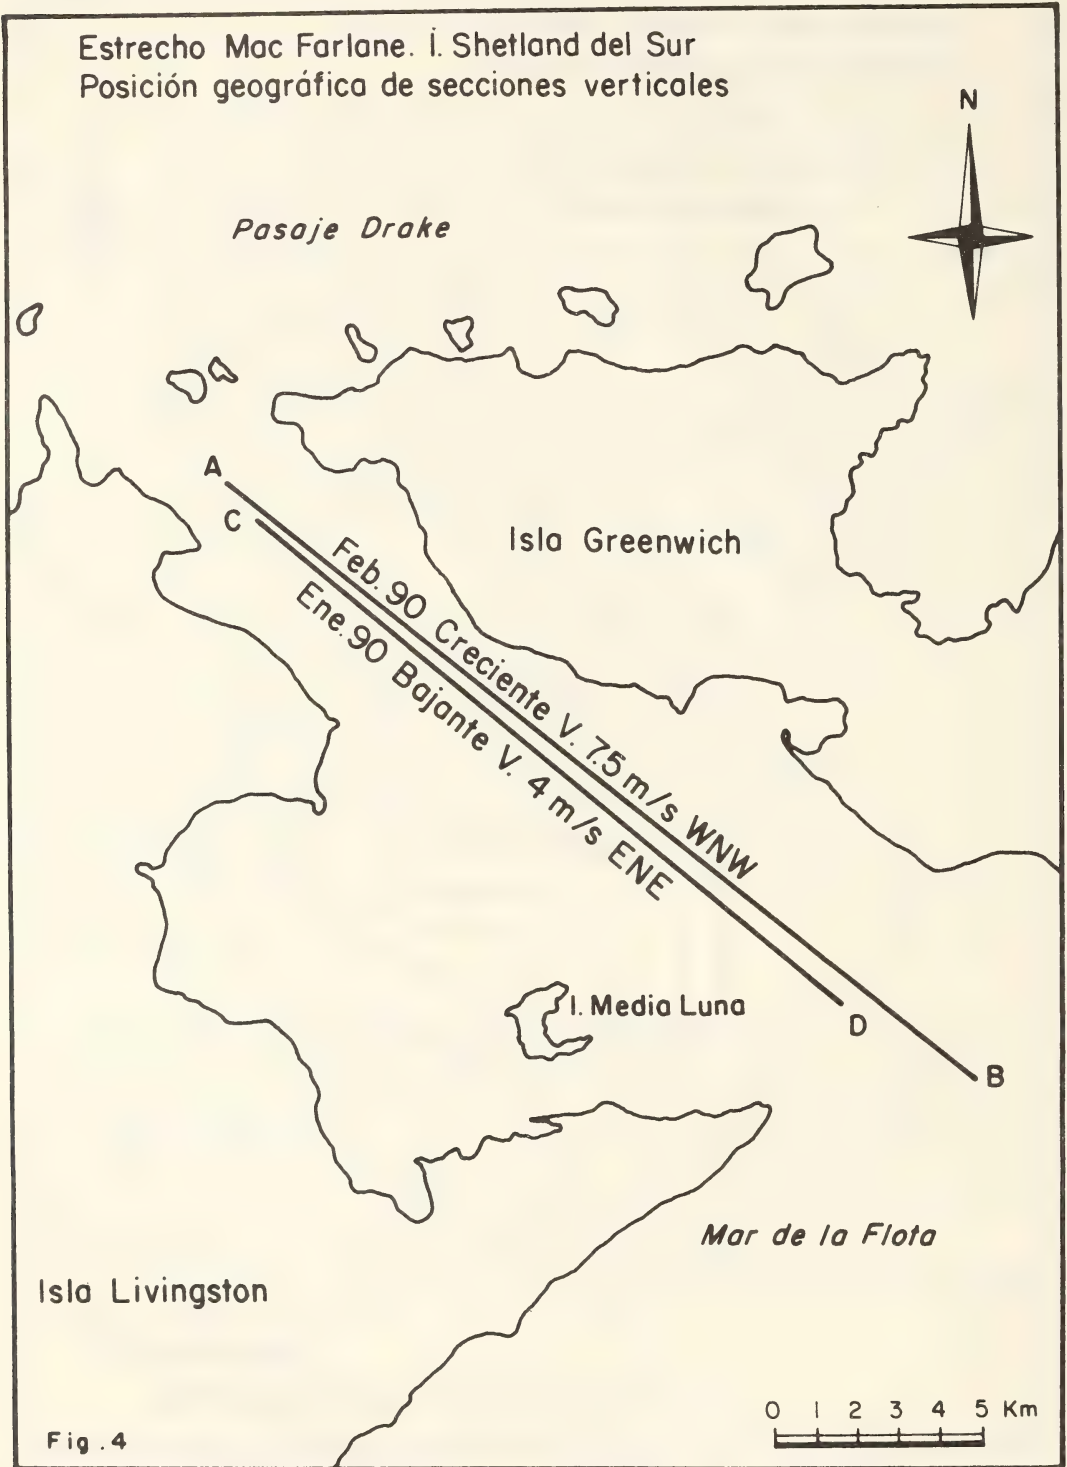 Estrecho Mac Farlane. I. Shetland del Sur
Posición geográfica de secciones verticales
N
Pasaje Drake
A
C
Isla Greenwich
Feb. 90 Creciente V. 7.5 m/s WNW
Ene. 90 Bajante V. 4 m/s ENE
I. Media Luna
D
B
Mar de la Flota
Isla Livingston
0 1 2 3 4 5 Km
Fig. 4